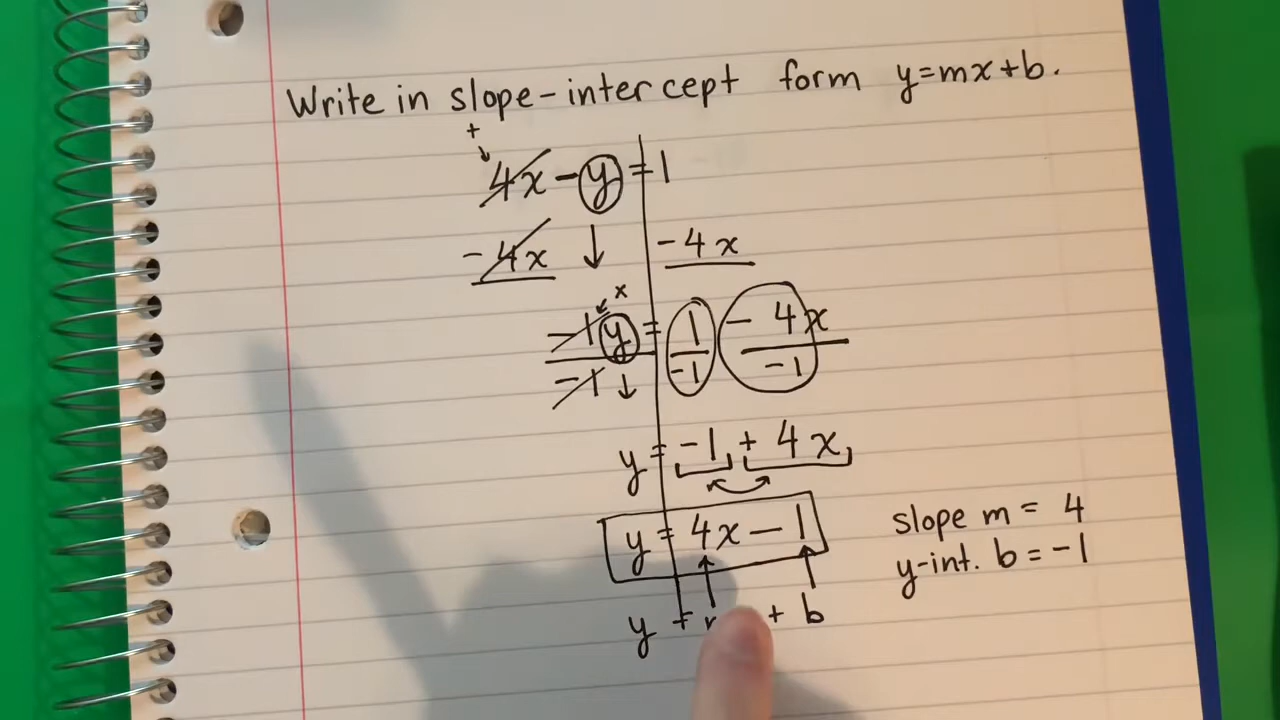 Write in slope-intercept form y=mx+b.
+
4x-y=1
-4x -4x
x
-1y = 1 - 4x
-1 -1 -1
y = -1 + 4x
y = 4x - 1
slope m = 4
y-int. b = -1
y = + b